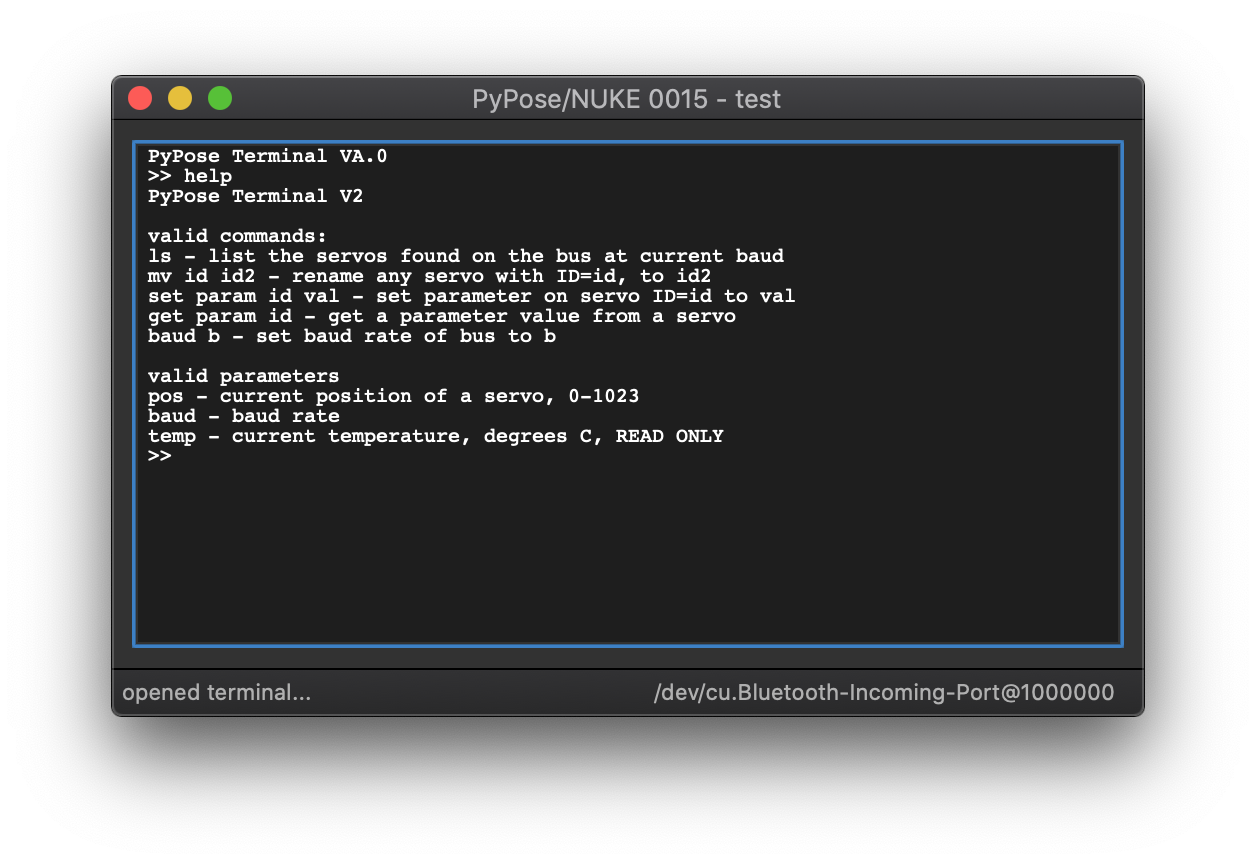 PyPose/NUKE 0015 - test
PyPose Terminal VA.0
>> help
PyPose Terminal V2
valid commands:
ls - list the servos found on the bus at current baud
mv id id2 - rename any servo with ID=id, to id2
set param id val - set parameter on servo ID=id to val
get param id - get a parameter value from a servo
baud b - set baud rate of bus to b
valid parameters
pos - current position of a servo, 0-1023
baud - baud rate
temp - current temperature, degrees C, READ ONLY
>>
opened terminal...
/dev/cu.Bluetooth-Incoming-Port@1000000